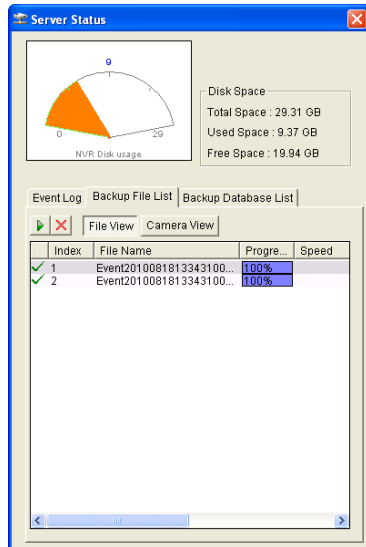 Server Status
9
0
29
NVR Disk usage
Disk Space
Total Space : 29.31 GB
Used Space : 9.37 GB
Free Space : 19.94 GB
Event Log Backup File List Backup Database List
File View Camera View
Index File Name Progre... Speed
1 Event2010081813343100... 100%
2 Event2010081813343100... 100%